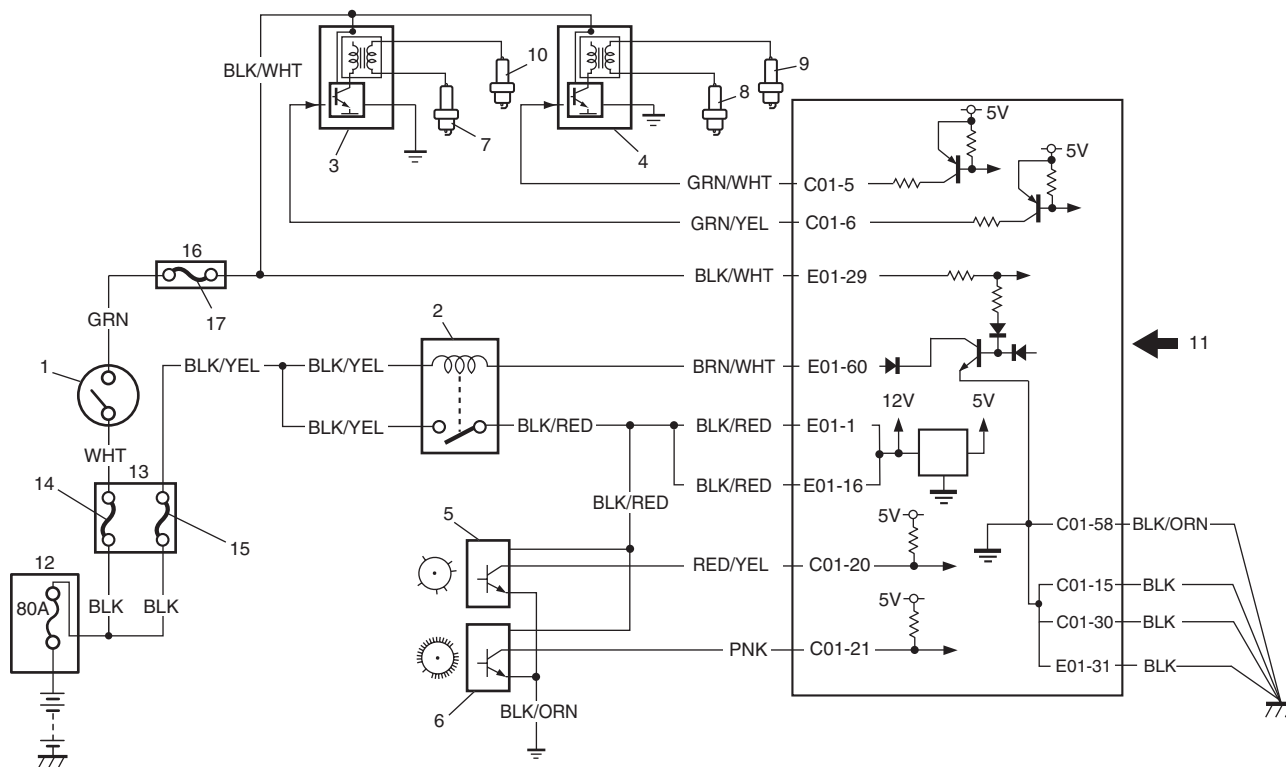 10
9
BLK/WHT
8
7
3
4
5V
5V
GRN/WHT
C01-5
GRN/YEL
C01-6
16
BLK/WHT
E01-29
17
GRN
2
11
1
BLK/YEL
BLK/YEL
BRN/WHT
E01-60
12V
5V
BLK/YEL
BLK/RED
BLK/RED
E01-1
WHT
13
14
BLK/RED
E01-16
BLK/RED
5
5V
C01-58
BLK/ORN
15
12
RED/YEL
C01-20
80A
BLK
BLK
C01-15
BLK
5V
C01-30
BLK
PNK
C01-21
E01-31
BLK
6
BLK/ORN